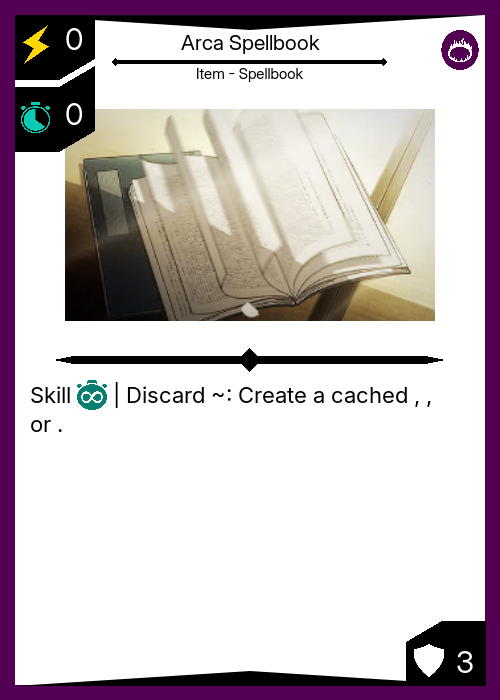 0
Arca Spellbook
Item - Spellbook
0
Skill | Discard ~: Create a cached , ,
or .
3